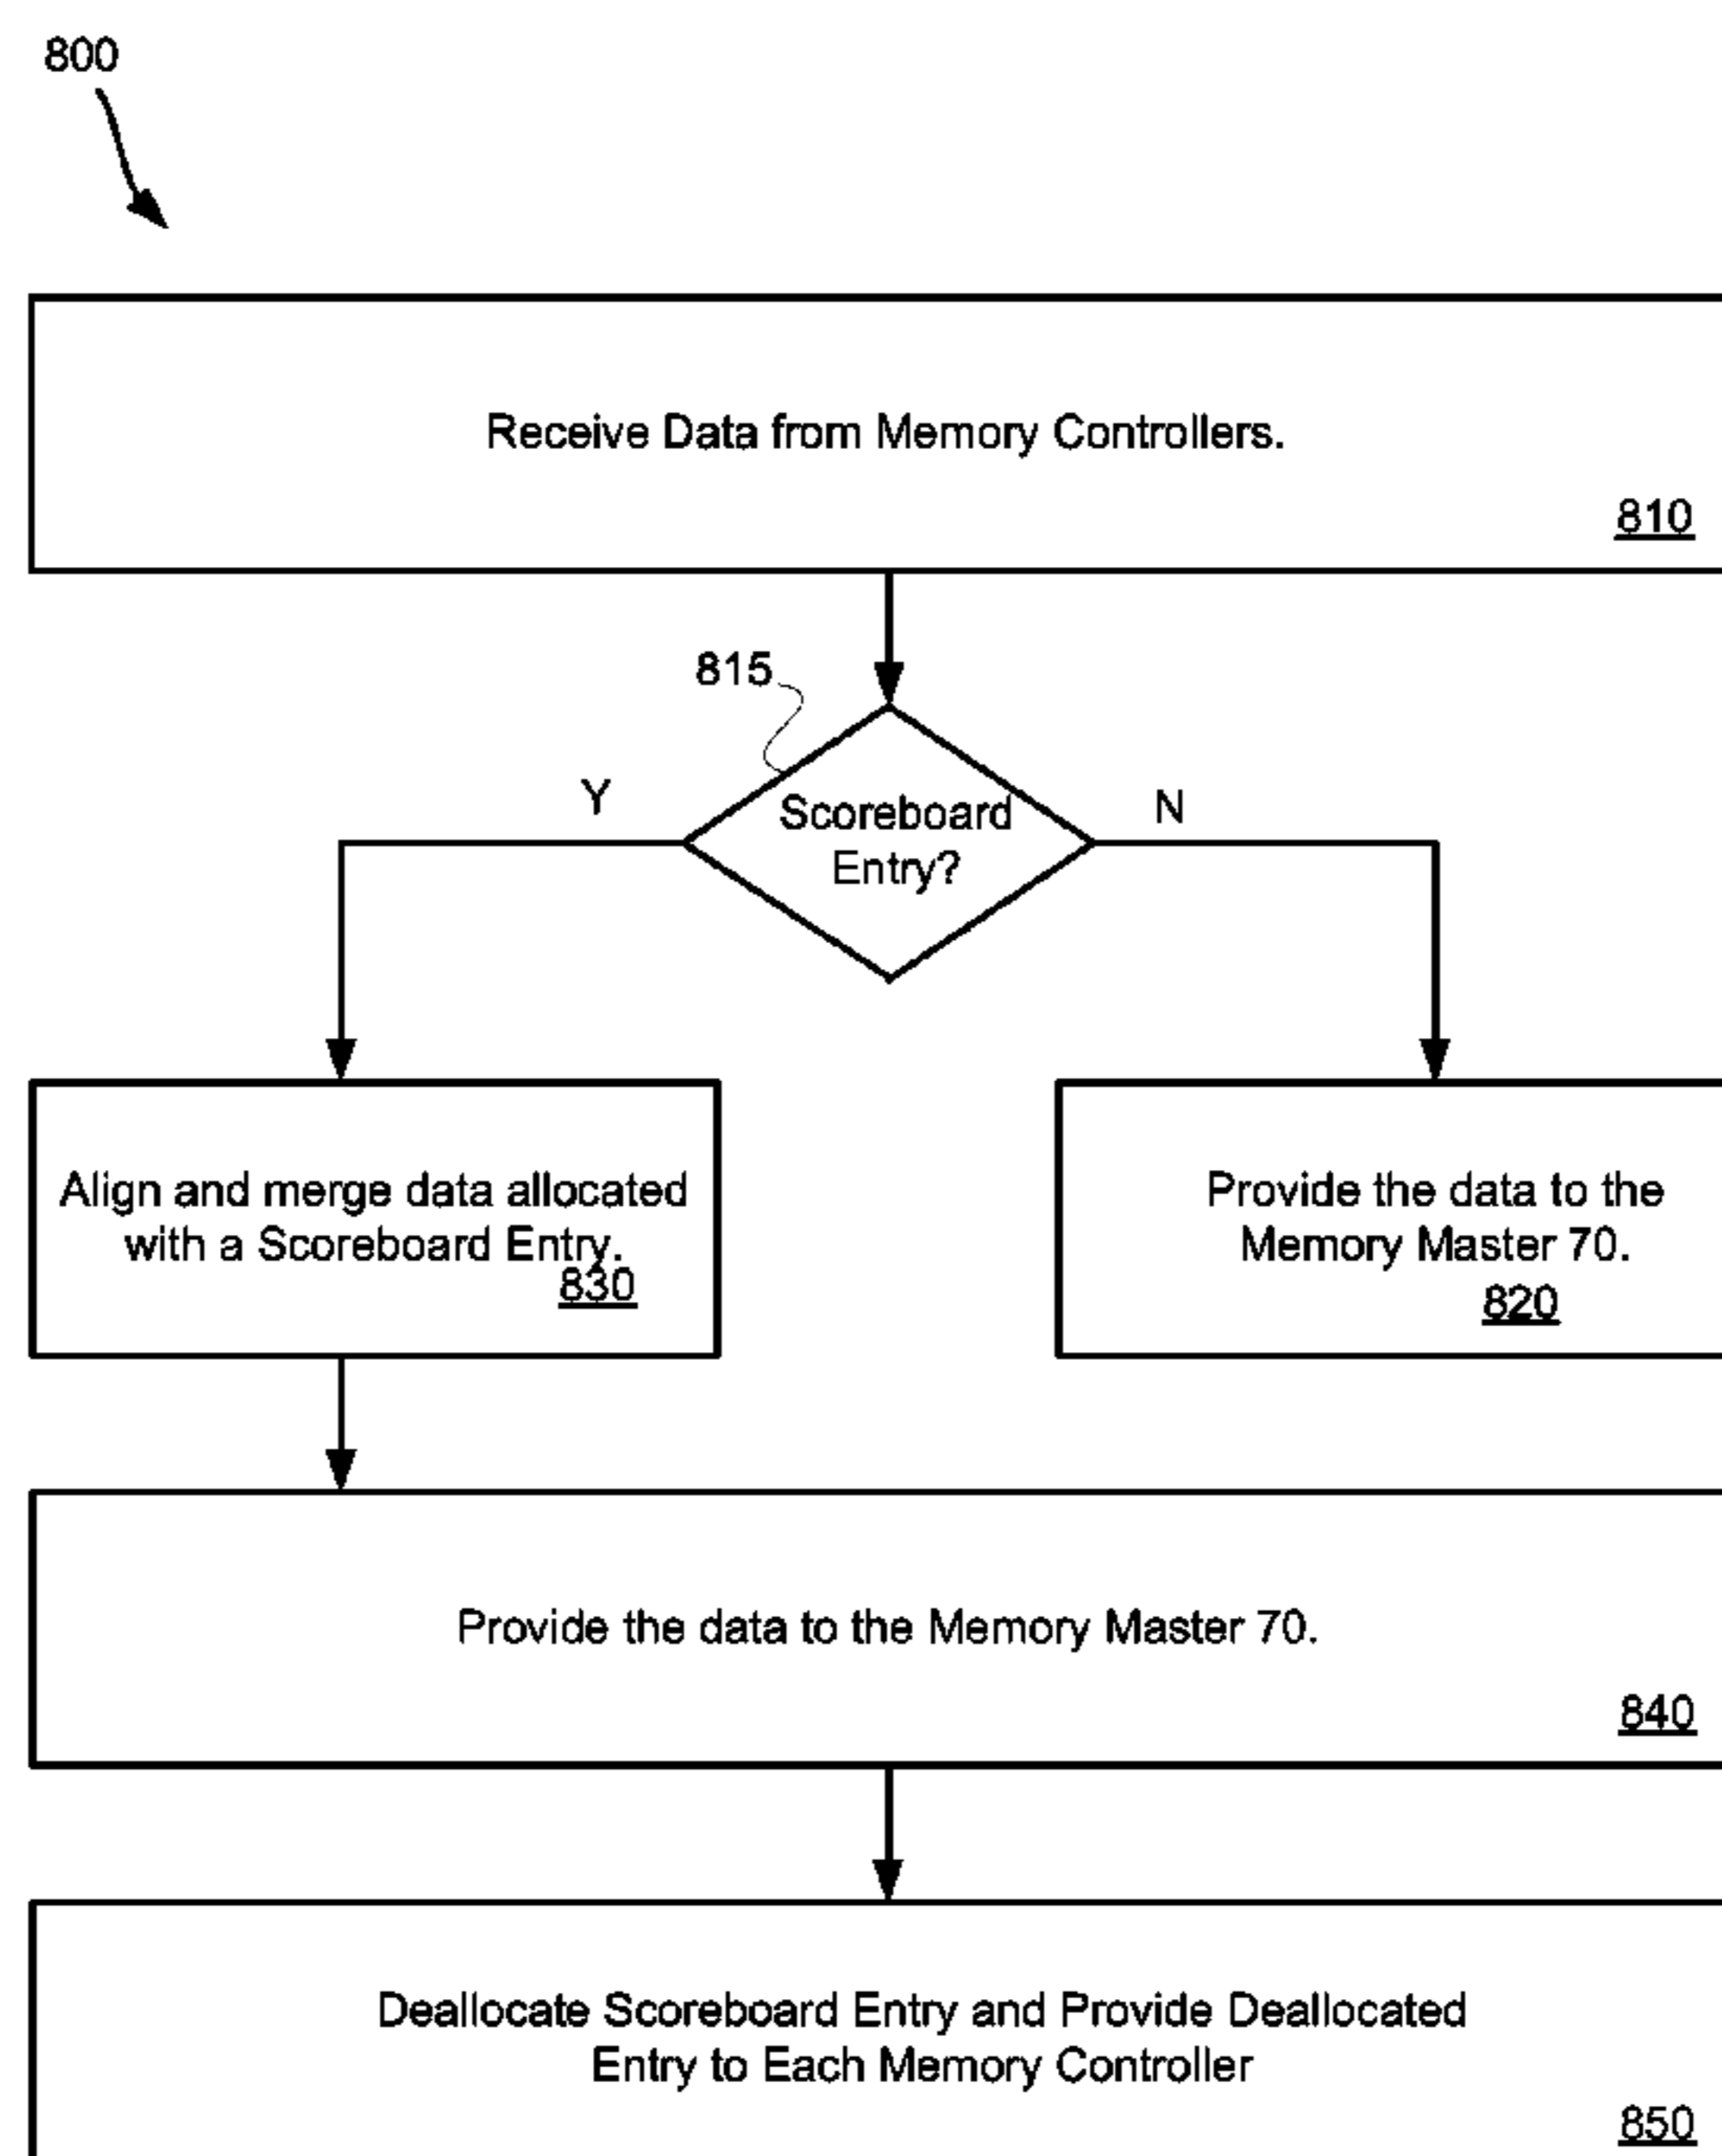 800
Receive Data from Memory Controllers.
810
815
Y
N
Scoreboard
Entry?
Align and merge data allocated
with a Scoreboard Entry.
830
Provide the data to the
Memory Master 70.
820
Provide the data to the Memory Master 70.
840
Deallocate Scoreboard Entry and Provide Deallocated
Entry to Each Memory Controller
850